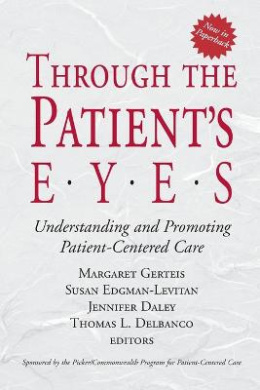 Now in
Paperback
THROUGH THE
PATIENT'S
E · Y · E · S
Understanding and Promoting
Patient-Centered Care
MARGARET GERTEIS
SUSAN EDGMAN-LEVITAN
JENNIFER DALEY
THOMAS L. DELBANCO
EDITORS
Sponsored by the Picker/Commonwealth Program for Patient-Centered Care